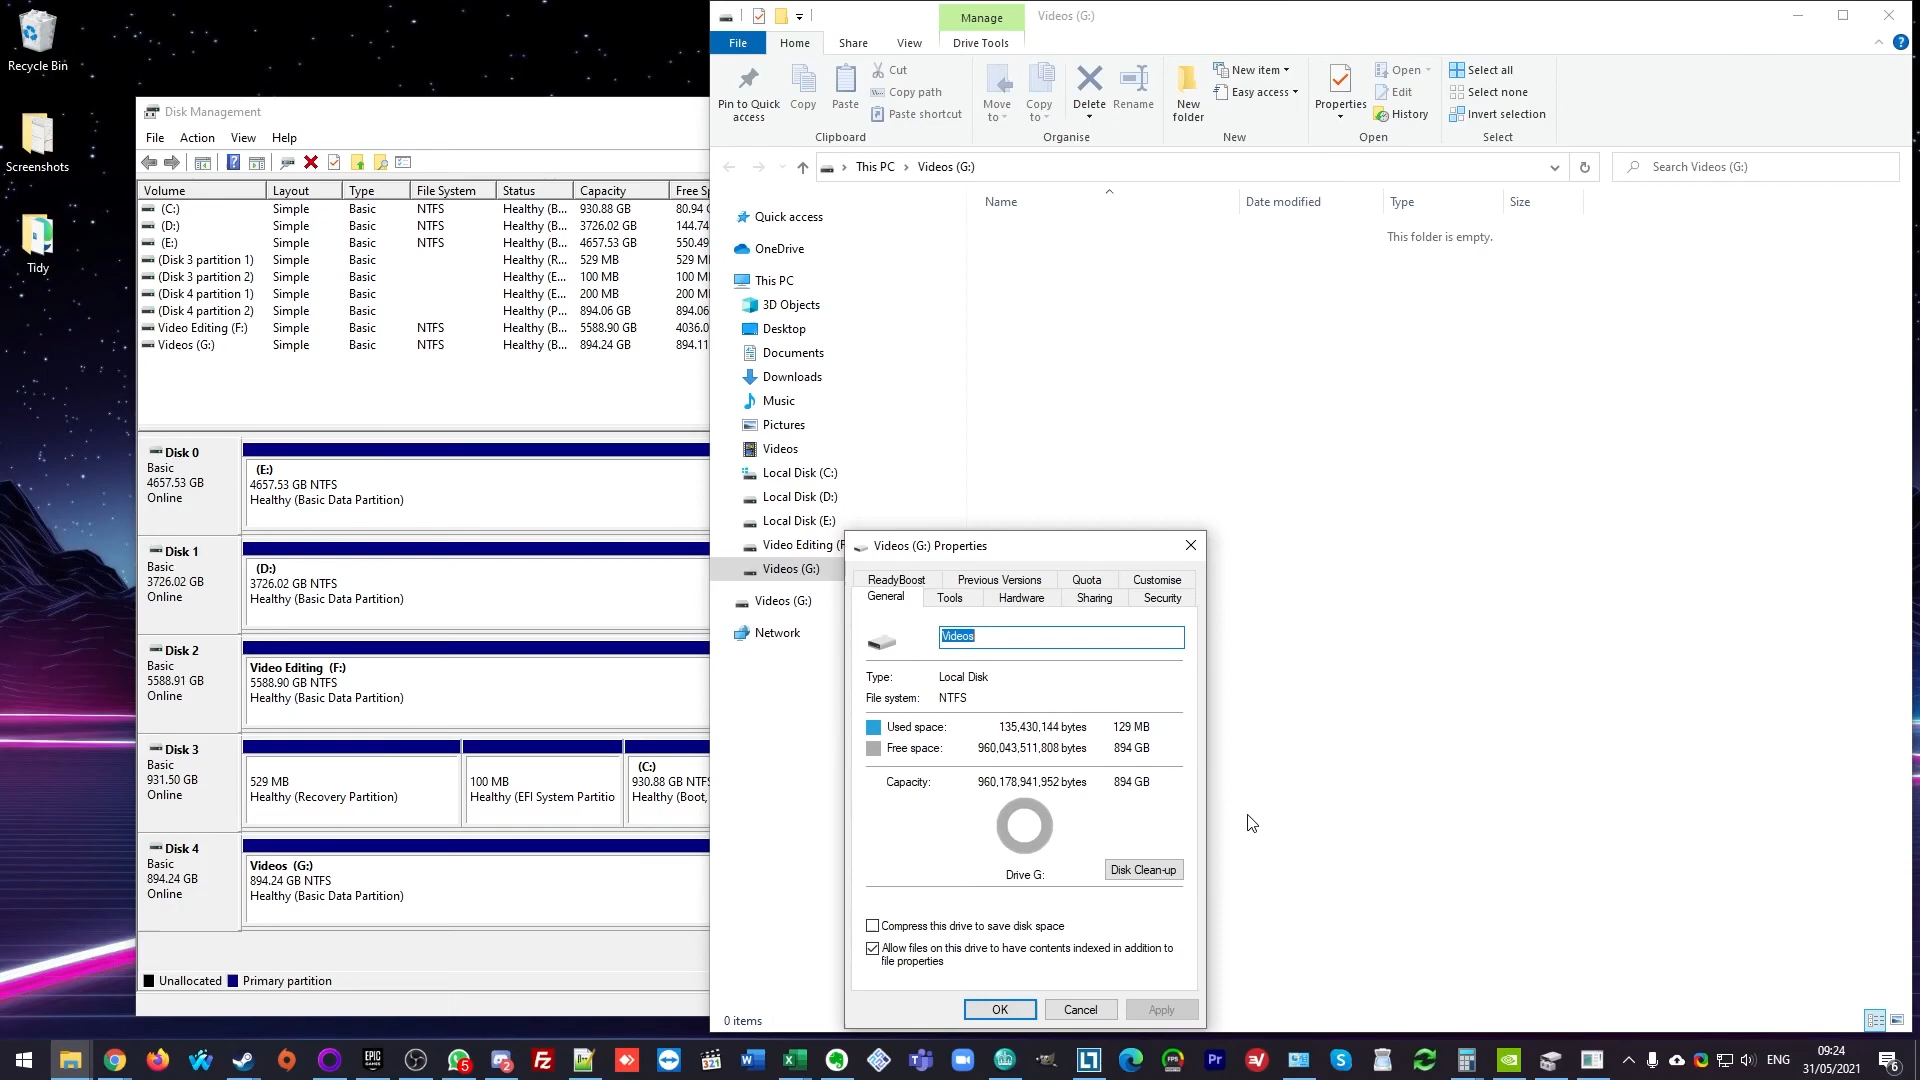 Recycle Bin
Screenshots
Tidy
Disk Management
File Action View Help
Volume Layout Type File System Status Capacity Free Sp
(C:) Simple Basic NTFS Healthy (B... 930.88 GB 80.94 G
(D:) Simple Basic NTFS Healthy (B... 3726.02 GB 144.74
(E:) Simple Basic NTFS Healthy (B... 4657.53 GB 550.49
(Disk 3 partition 1) Simple Basic Healthy (R... 529 MB 529 M
(Disk 3 partition 2) Simple Basic Healthy (E... 100 MB 100 M
(Disk 4 partition 1) Simple Basic Healthy (E... 200 MB 200 M
(Disk 4 partition 2) Simple Basic Healthy (P... 894.06 GB 894.06
Video Editing (F:) Simple Basic NTFS Healthy (B... 5588.90 GB 4036.0
Videos (G:) Simple Basic NTFS Healthy (B... 894.24 GB 894.11
Disk 0
Basic
4657.53 GB
Online
(E:)
4657.53 GB NTFS
Healthy (Basic Data Partition)
Disk 1
Basic
3726.02 GB
Online
(D:)
3726.02 GB NTFS
Healthy (Basic Data Partition)
Disk 2
Basic
5588.91 GB
Online
Video Editing (F:)
5588.90 GB NTFS
Healthy (Basic Data Partition)
Disk 3
Basic
931.50 GB
Online
529 MB
Healthy (Recovery Partition)
100 MB
Healthy (EFI System Partitio
(C:)
930.88 GB NTFS
Healthy (Boot,
Disk 4
Basic
894.24 GB
Online
Videos (G:)
894.24 GB NTFS
Healthy (Basic Data Partition)
Unallocated Primary partition
Manage Videos (G:)
File Home Share View Drive Tools
Pin to Quick access
Copy
Paste
Cut
Copy path
Paste shortcut
Clipboard
Move to
Copy to
Delete
Rename
Organise
New folder
New item
Easy access
New
Properties
Open
Edit
History
Open
Select all
Select none
Invert selection
Select
This PC Videos (G:)
Search Videos (G:)
Name Date modified Type Size
This folder is empty.
Quick access
OneDrive
This PC
3D Objects
Desktop
Documents
Downloads
Music
Pictures
Videos
Local Disk (C:)
Local Disk (D:)
Local Disk (E:)
Video Editing (F
Videos (G:)
Videos (G:)
Network
0 items
Videos (G:) Properties
ReadyBoost Previous Versions Quota Customise
General Tools Hardware Sharing Security
Videos
Type: Local Disk
File system: NTFS
Used space: 135,430,144 bytes 129 MB
Free space: 960,043,511,808 bytes 894 GB
Capacity: 960,178,941,952 bytes 894 GB
Drive G:
Disk Clean-up
Compress this drive to save disk space
Allow files on this drive to have contents indexed in addition to
file properties
OK Cancel Apply
ENG
09:24
31/05/2021
6